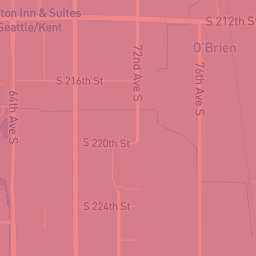 ton Inn & Suites
Seattle/Kent
S 212th St
O'Brien
72nd Ave S
76th Ave S
S 216th St
64th Ave S
S 220th St
S 224th St